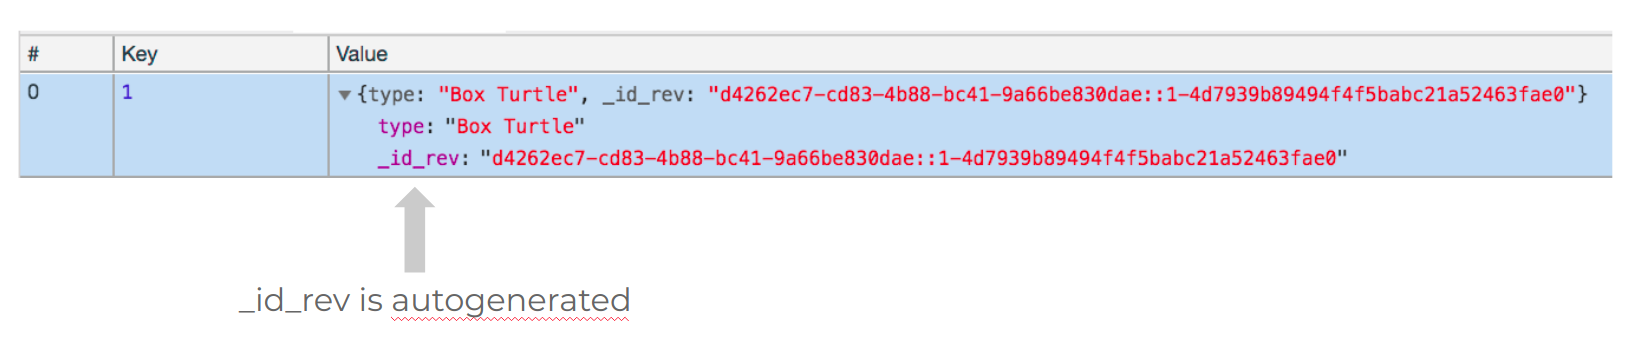 # Key Value
0 1 ▼{type: "Box Turtle", _id_rev: "d4262ec7-cd83-4b88-bc41-9a66be830dae::1-4d7939b89494f4f5babc21a52463fae0"}
type: "Box Turtle"
_id_rev: "d4262ec7-cd83-4b88-bc41-9a66be830dae::1-4d7939b89494f4f5babc21a52463fae0"
_id_rev is autogenerated